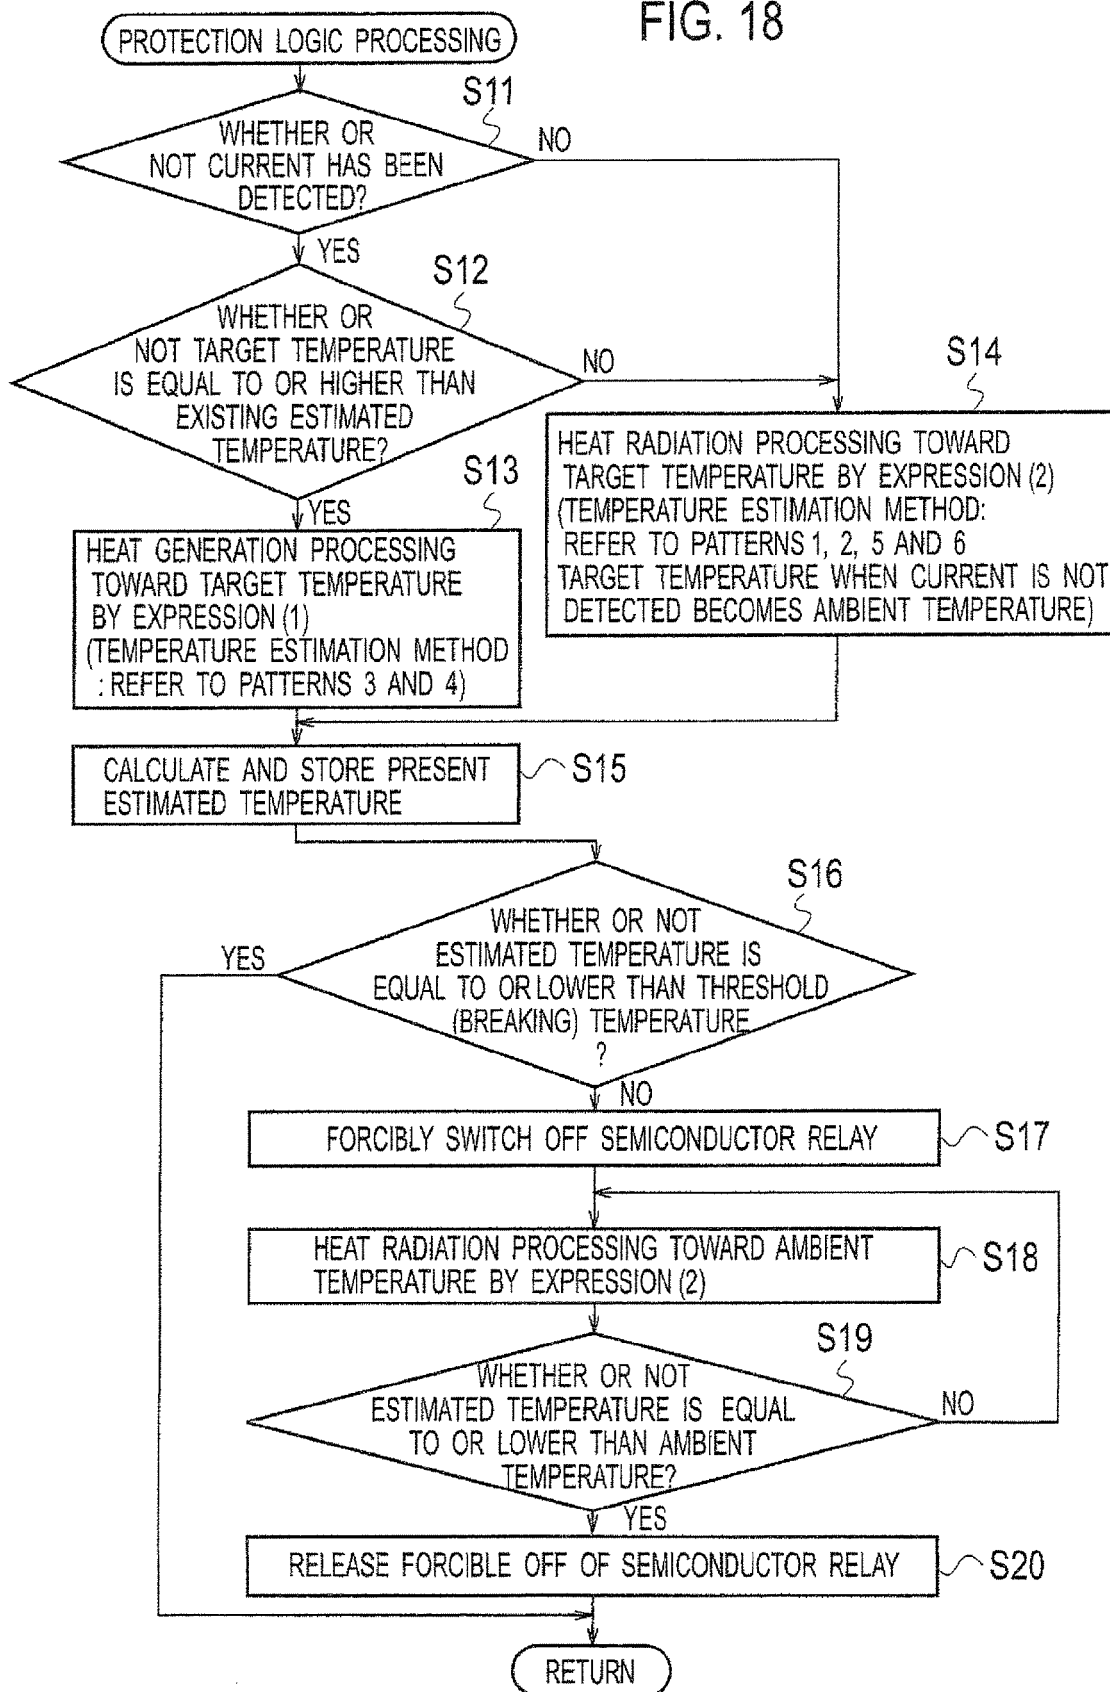 FIG. 18
PROTECTION LOGIC PROCESSING
S11
WHETHER OR
NOT CURRENT HAS BEEN
DETECTED?
NO
YES
S12
WHETHER OR
NOT TARGET TEMPERATURE
IS EQUAL TO OR HIGHER THAN
EXISTING ESTIMATED
TEMPERATURE?
NO
YES
S13
HEAT GENERATION PROCESSING
TOWARD TARGET TEMPERATURE
BY EXPRESSION (1)
(TEMPERATURE ESTIMATION METHOD
: REFER TO PATTERNS 3 AND 4)
S14
HEAT RADIATION PROCESSING TOWARD
TARGET TEMPERATURE BY EXPRESSION (2)
(TEMPERATURE ESTIMATION METHOD:
REFER TO PATTERNS 1, 2, 5 AND 6
TARGET TEMPERATURE WHEN CURRENT IS NOT
DETECTED BECOMES AMBIENT TEMPERATURE)
CALCULATE AND STORE PRESENT
ESTIMATED TEMPERATURE
S15
S16
WHETHER OR NOT
ESTIMATED TEMPERATURE IS
EQUAL TO OR LOWER THAN THRESHOLD
(BREAKING) TEMPERATURE
?
YES
NO
FORCIBLY SWITCH OFF SEMICONDUCTOR RELAY
S17
HEAT RADIATION PROCESSING TOWARD AMBIENT
TEMPERATURE BY EXPRESSION (2)
S18
S19
WHETHER OR NOT
ESTIMATED TEMPERATURE IS EQUAL
TO OR LOWER THAN AMBIENT
TEMPERATURE?
NO
YES
RELEASE FORCIBLE OFF OF SEMICONDUCTOR RELAY
S20
RETURN